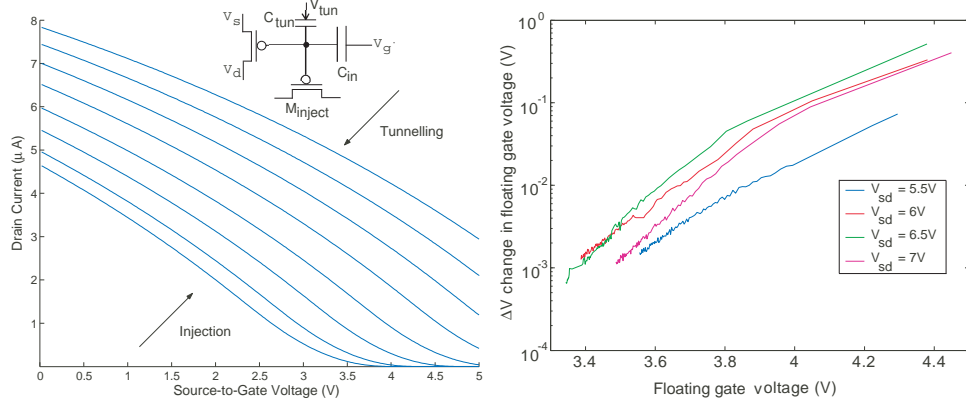 8
7
6
5
4
3
2
1
0
0.5
1
1.5
2
2.5
3
3.5
4
4.5
5
Drain Current (μ A)
Source-to-Gate Voltage (V)
Injection
Tunnelling
V_s
V_d
C_tun
V_tun
V_g
C_in
M_inject
10^0
10^-1
10^-2
10^-3
10^-4
3.4
3.6
3.8
4
4.2
4.4
ΔV change in floating gate voltage (V)
Floating gate voltage (V)
V_sd = 5.5V
V_sd = 6V
V_sd = 6.5V
V_sd = 7V